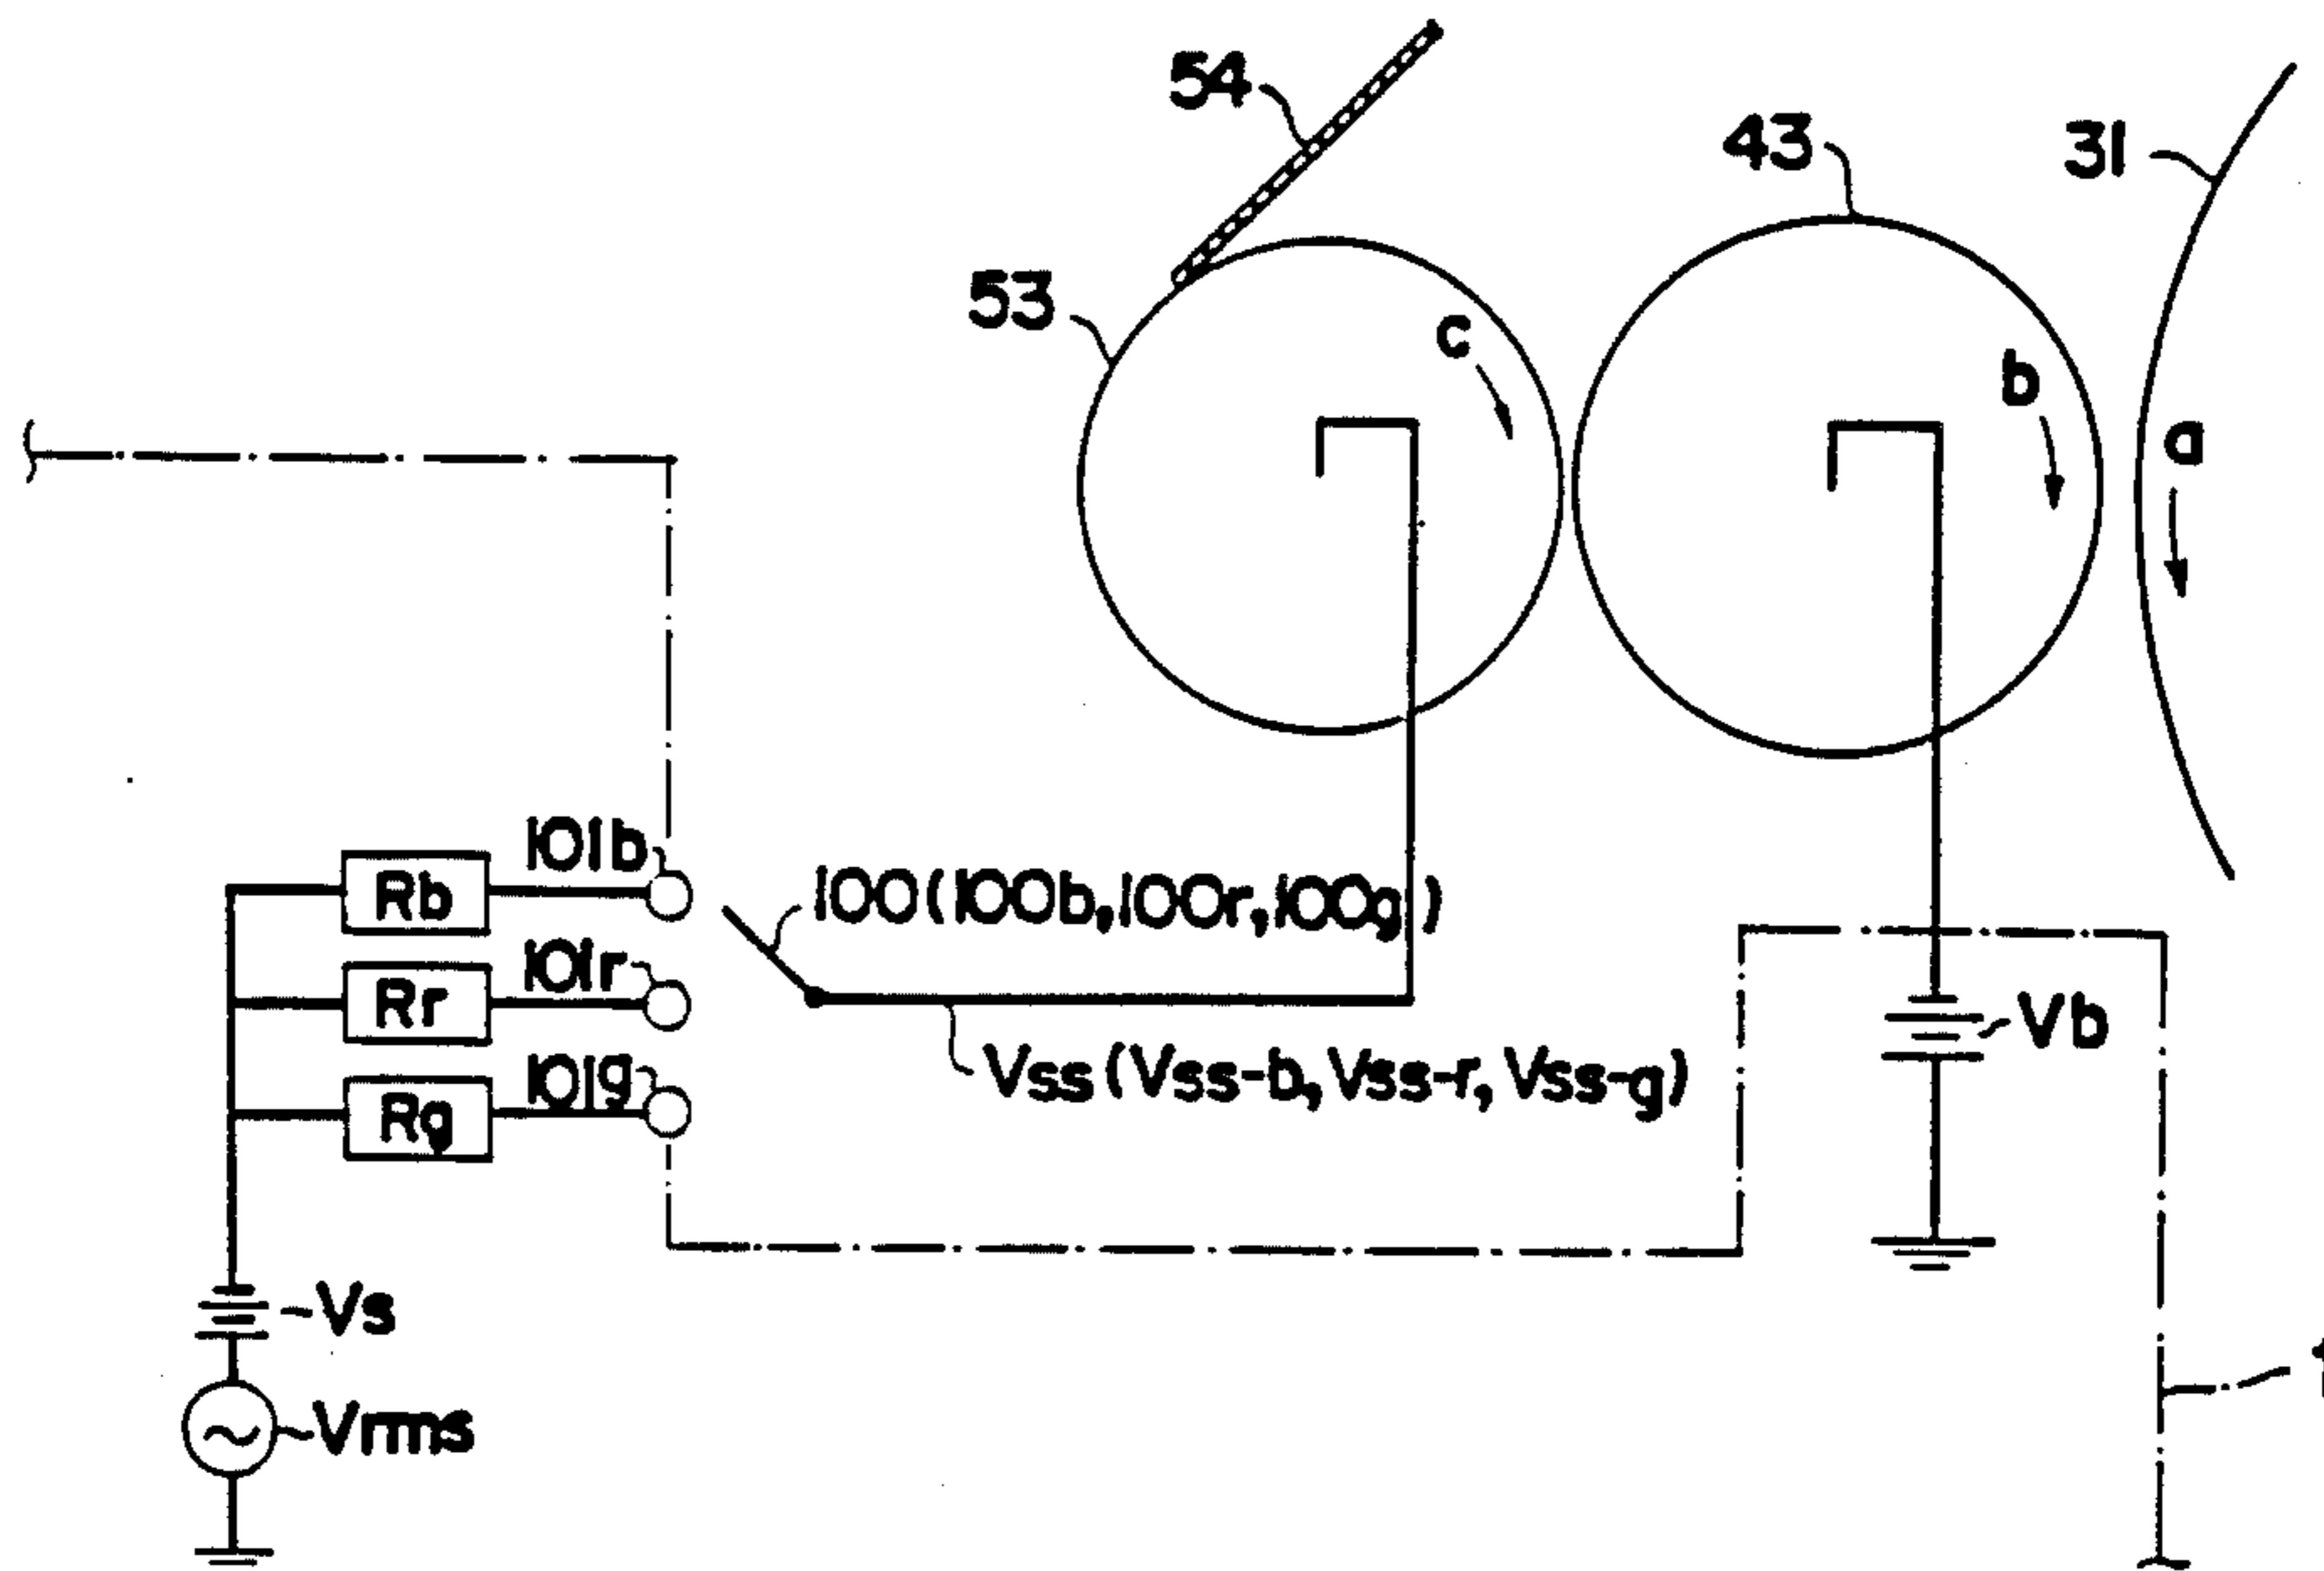 54
43
31
53
c
b
a
101b
Rb
100(100b,100r,100g)
101r
Rr
Vb
101g
Vss(Vss-b,Vss-r,Vss-g)
Rg
Vs
Vrms